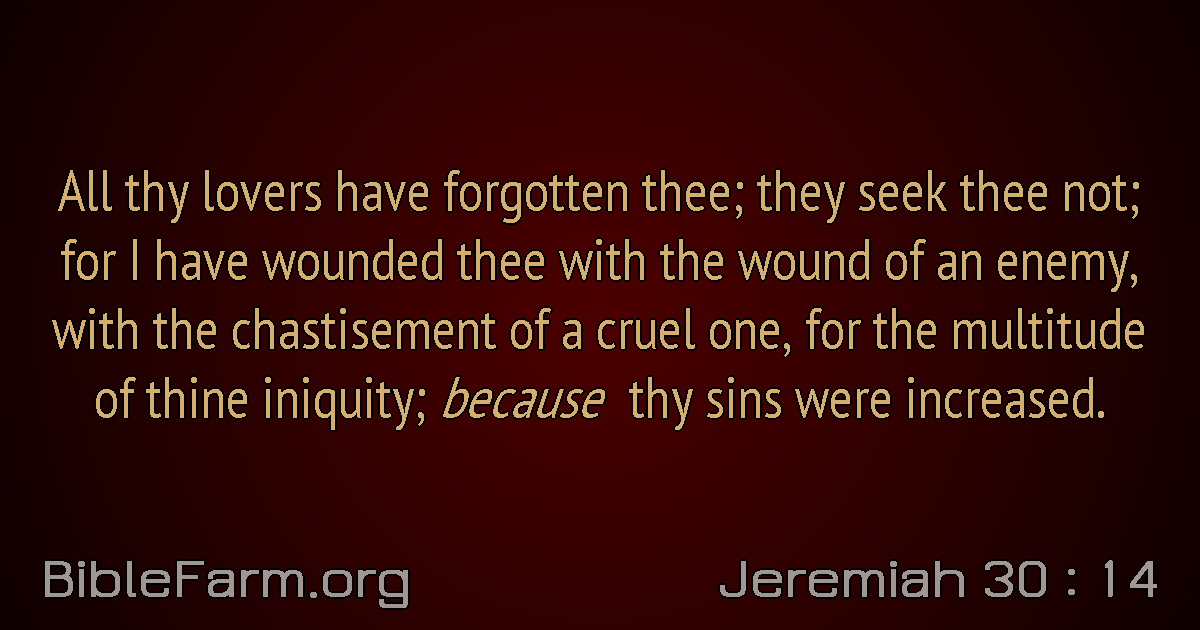 All thy lovers have forgotten thee; they seek thee not;
for I have wounded thee with the wound of an enemy,
with the chastisement of a cruel one, for the multitude
of thine iniquity; because thy sins were increased.
BibleFarm.org
Jeremiah 30 : 14